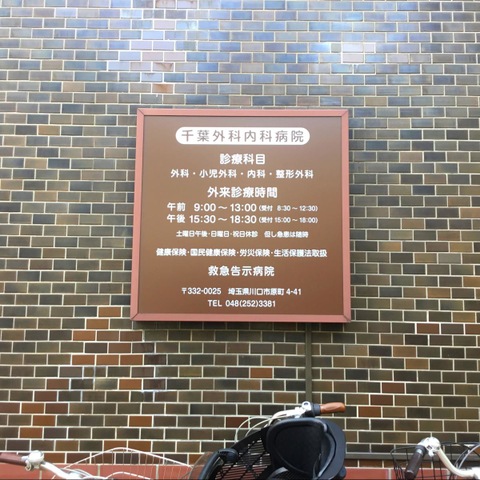 千葉外科内科病院
診療科目
外科・小児外科・内科・整形外科
外来診療時間
午前 9:00～13:00(受付 8:30～12:30)
午後 15:30～18:30(受付 15:00～18:00)
土曜日午後・日曜日・祝日休診 但し急患は随時
健康保険・国民健康保険・労災保険・生活保護法取扱
救急告示病院
〒332-0025 埼玉県川口市原町 4-41
TEL 048(252)3381